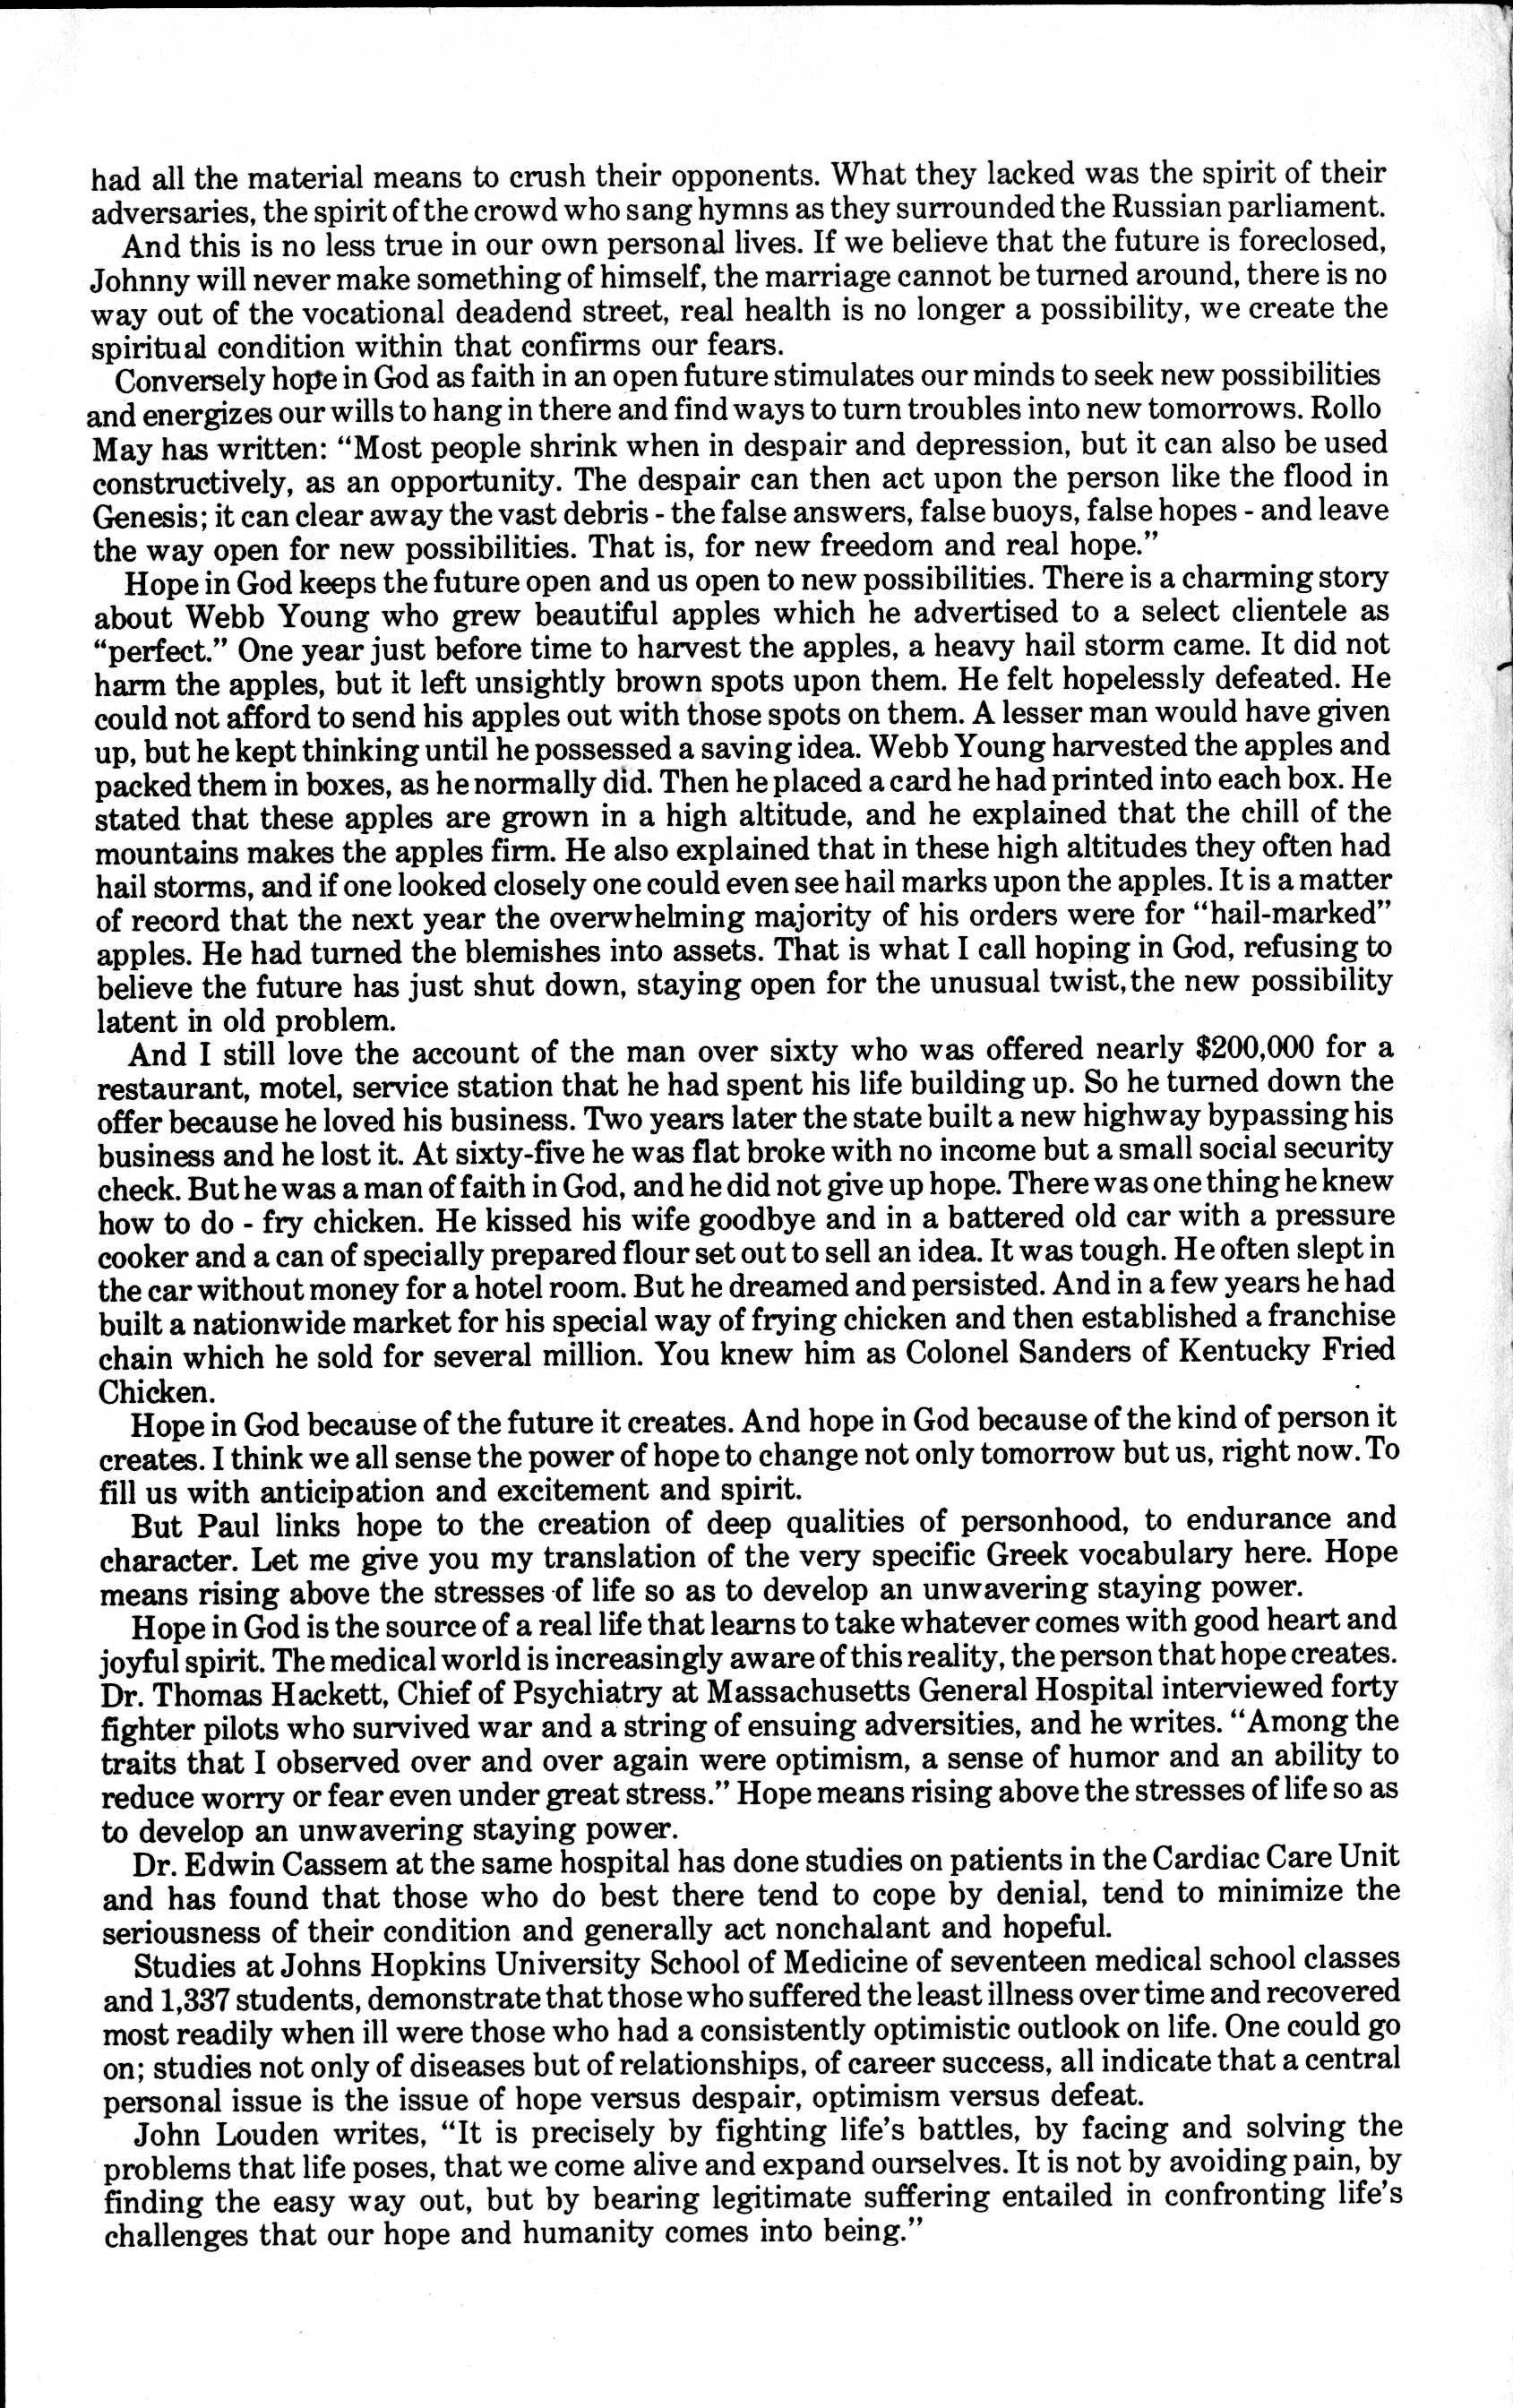 had all the material means to crush their opponents. What they lacked was the spirit of their
adversaries, the spirit of the crowd who sang hymns as they surrounded the Russian parliament.
And this is no less true in our own personal lives. If we believe that the future is foreclosed,
Johnny will never make something of himself, the marriage cannot be turned around, there is no
way out of the vocational deadend street, real health is no longer a possibility, we create the
spiritual condition within that confirms our fears.
Conversely hope in God as faith in an open future stimulates our minds to seek new possibilities
and energizes our wills to hang in there and find ways to turn troubles into new tomorrows. Rollo
May has written: “Most people shrink when in despair and depression, but it can also be used
constructively, as an opportunity. The despair can then act upon the person like the flood in
Genesis; it can clear away the vast debris - the false answers, false buoys, false hopes - and leave
the way open for new possibilities. That is, for new freedom and real hope.”
Hope in God keeps the future open and us open to new possibilities. There is a charming story
about Webb Young who grew beautiful apples which he advertised to a select clientele as
“perfect.” One year just before time to harvest the apples, a heavy hail storm came. It did not
harm the apples, but it left unsightly brown spots upon them. He felt hopelessly defeated. He
could not afford to send his apples out with those spots on them. A lesser man would have given
up, but he kept thinking until he possessed a saving idea. Webb Young harvested the apples and
packed them in boxes, as he normally did. Then he placed a card he had printed into each box. He
stated that these apples are grown in a high altitude, and he explained that the chill of the
mountains makes the apples firm. He also explained that in these high altitudes they often had
hail storms, and if one looked closely one could even see hail marks upon the apples. It is a matter
of record that the next year the overwhelming majority of his orders were for “hail-marked”
apples. He had turned the blemishes into assets. That is what I call hoping in God, refusing to
believe the future has just shut down, staying open for the unusual twist, the new possibility
latent in old problem.
And I still love the account of the man over sixty who was offered nearly $200,000 for a
restaurant, motel, service station that he had spent his life building up. So he turned down the
offer because he loved his business. Two years later the state built a new highway bypassing his
business and he lost it. At sixty-five he was flat broke with no income but a small social security
check. But he was a man of faith in God, and he did not give up hope. There was one thing he knew
how to do - fry chicken. He kissed his wife goodbye and in a battered old car with a pressure
cooker and a can of specially prepared flour set out to sell an idea. It was tough. He often slept in
the car without money for a hotel room. But he dreamed and persisted. And in a few years he had
built a nationwide market for his special way of frying chicken and then established a franchise
chain which he sold for several million. You knew him as Colonel Sanders of Kentucky Fried
Chicken.
Hope in God because of the future it creates. And hope in God because of the kind of person it
creates. I think we all sense the power of hope to change not only tomorrow but us, right now. To
fill us with anticipation and excitement and spirit.
But Paul links hope to the creation of deep qualities of personhood, to endurance and
character. Let me give you my translation of the very specific Greek vocabulary here. Hope
means rising above the stresses of life so as to develop an unwavering staying power.
Hope in God is the source of a real life that learns to take whatever comes with good heart and
joyful spirit. The medical world is increasingly aware of this reality, the person that hope creates.
Dr. Thomas Hackett, Chief of Psychiatry at Massachusetts General Hospital interviewed forty
fighter pilots who survived war and a string of ensuing adversities, and he writes. “Among the
traits that I observed over and over again were optimism, a sense of humor and an ability to
reduce worry or fear even under great stress.” Hope means rising above the stresses of life so as
to develop an unwavering staying power.
Dr. Edwin Cassem at the same hospital has done studies on patients in the Cardiac Care Unit
and has found that those who do best there tend to cope by denial, tend to minimize the
seriousness of their condition and generally act nonchalant and hopeful.
Studies at Johns Hopkins University School of Medicine of seventeen medical school classes
and 1,337 students, demonstrate that those who suffered the least illness over time and recovered
most readily when ill were those who had a consistently optimistic outlook on life. One could go
on; studies not only of diseases but of relationships, of career success, all indicate that a central
personal issue is the issue of hope versus despair, optimism versus defeat.
John Louden writes, “It is precisely by fighting life’s battles, by facing and solving the
problems that life poses, that we come alive and expand ourselves. It is not by avoiding pain, by
finding the easy way out, but by bearing legitimate suffering entailed in confronting life’s
challenges that our hope and humanity comes into being.”